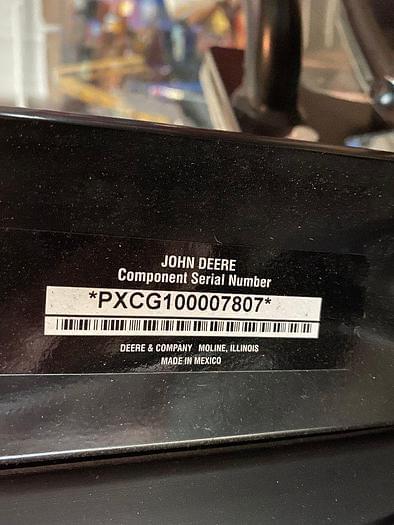 JOHN DEERE
Component Serial Number
*PXCG100007807*
DEERE & COMPANY MOLINE, ILLINOIS
MADE IN MEXICO